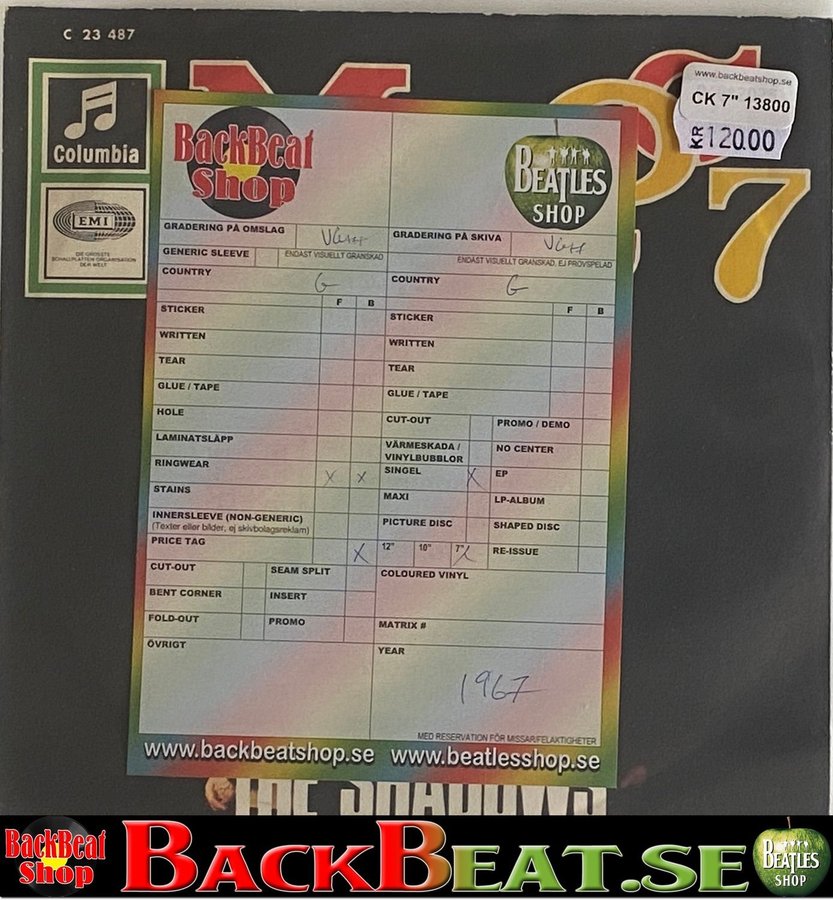 C 23 487
Columbia
EMI
DIE GRÖSSTE
SCHALLPLATTEN-ORGANISATION
DER WELT
7
www.backbeatshop.se
CK 7" 13800
KR 120.00
BackBeat
Shop
BEATLES
SHOP
GRADERING PÅ OMSLAG
GENERIC SLEEVE
ENDAST VISUELLT GRANSKAD
COUNTRY G
F B
STICKER
WRITTEN
TEAR
GLUE / TAPE
HOLE
LAMINATSLÄPP
RINGWEAR X X
STAINS
INNERSLEEVE (NON-GENERIC)
(Texter eller bilder, ej skivbolagsreklam)
PRICE TAG X
CUT-OUT SEAM SPLIT
BENT CORNER INSERT
FOLD-OUT PROMO
ÖVRIGT
GRADERING PÅ SKIVA
ENDAST VISUELLT GRANSKAD, EJ PROVSPELAD
COUNTRY G
F B
STICKER
WRITTEN
TEAR
GLUE / TAPE
CUT-OUT PROMO / DEMO
VÄRMESKADA /
VINYLBUBBLOR NO CENTER
SINGEL X EP
MAXI LP-ALBUM
PICTURE DISC SHAPED DISC
12" 10" 7" X RE-ISSUE
COLOURED VINYL
MATRIX #
YEAR
1967
MED RESERVATION FÖR MISSAR/FELAKTIGHETER
www.backbeatshop.se www.beatlesshop.se
THE SHADOWS
BackBeat
Shop
BACKBEAT.SE
BEATLES
SHOP